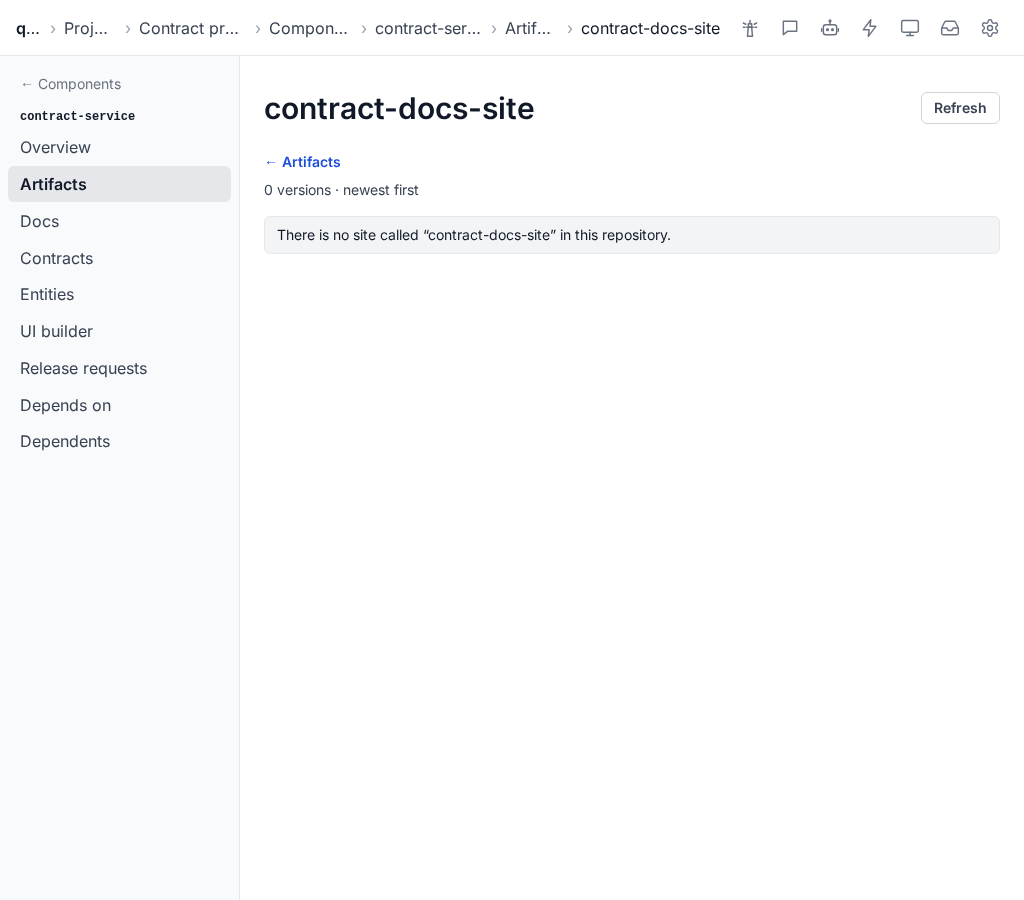 q... › Proj... › Contract pr... › Compon... › contract-ser... › Artif... › contract-docs-site
← Components
contract-service
Overview
Artifacts
Docs
Contracts
Entities
UI builder
Release requests
Depends on
Dependents
contract-docs-site
Refresh
← Artifacts
0 versions · newest first
There is no site called “contract-docs-site” in this repository.